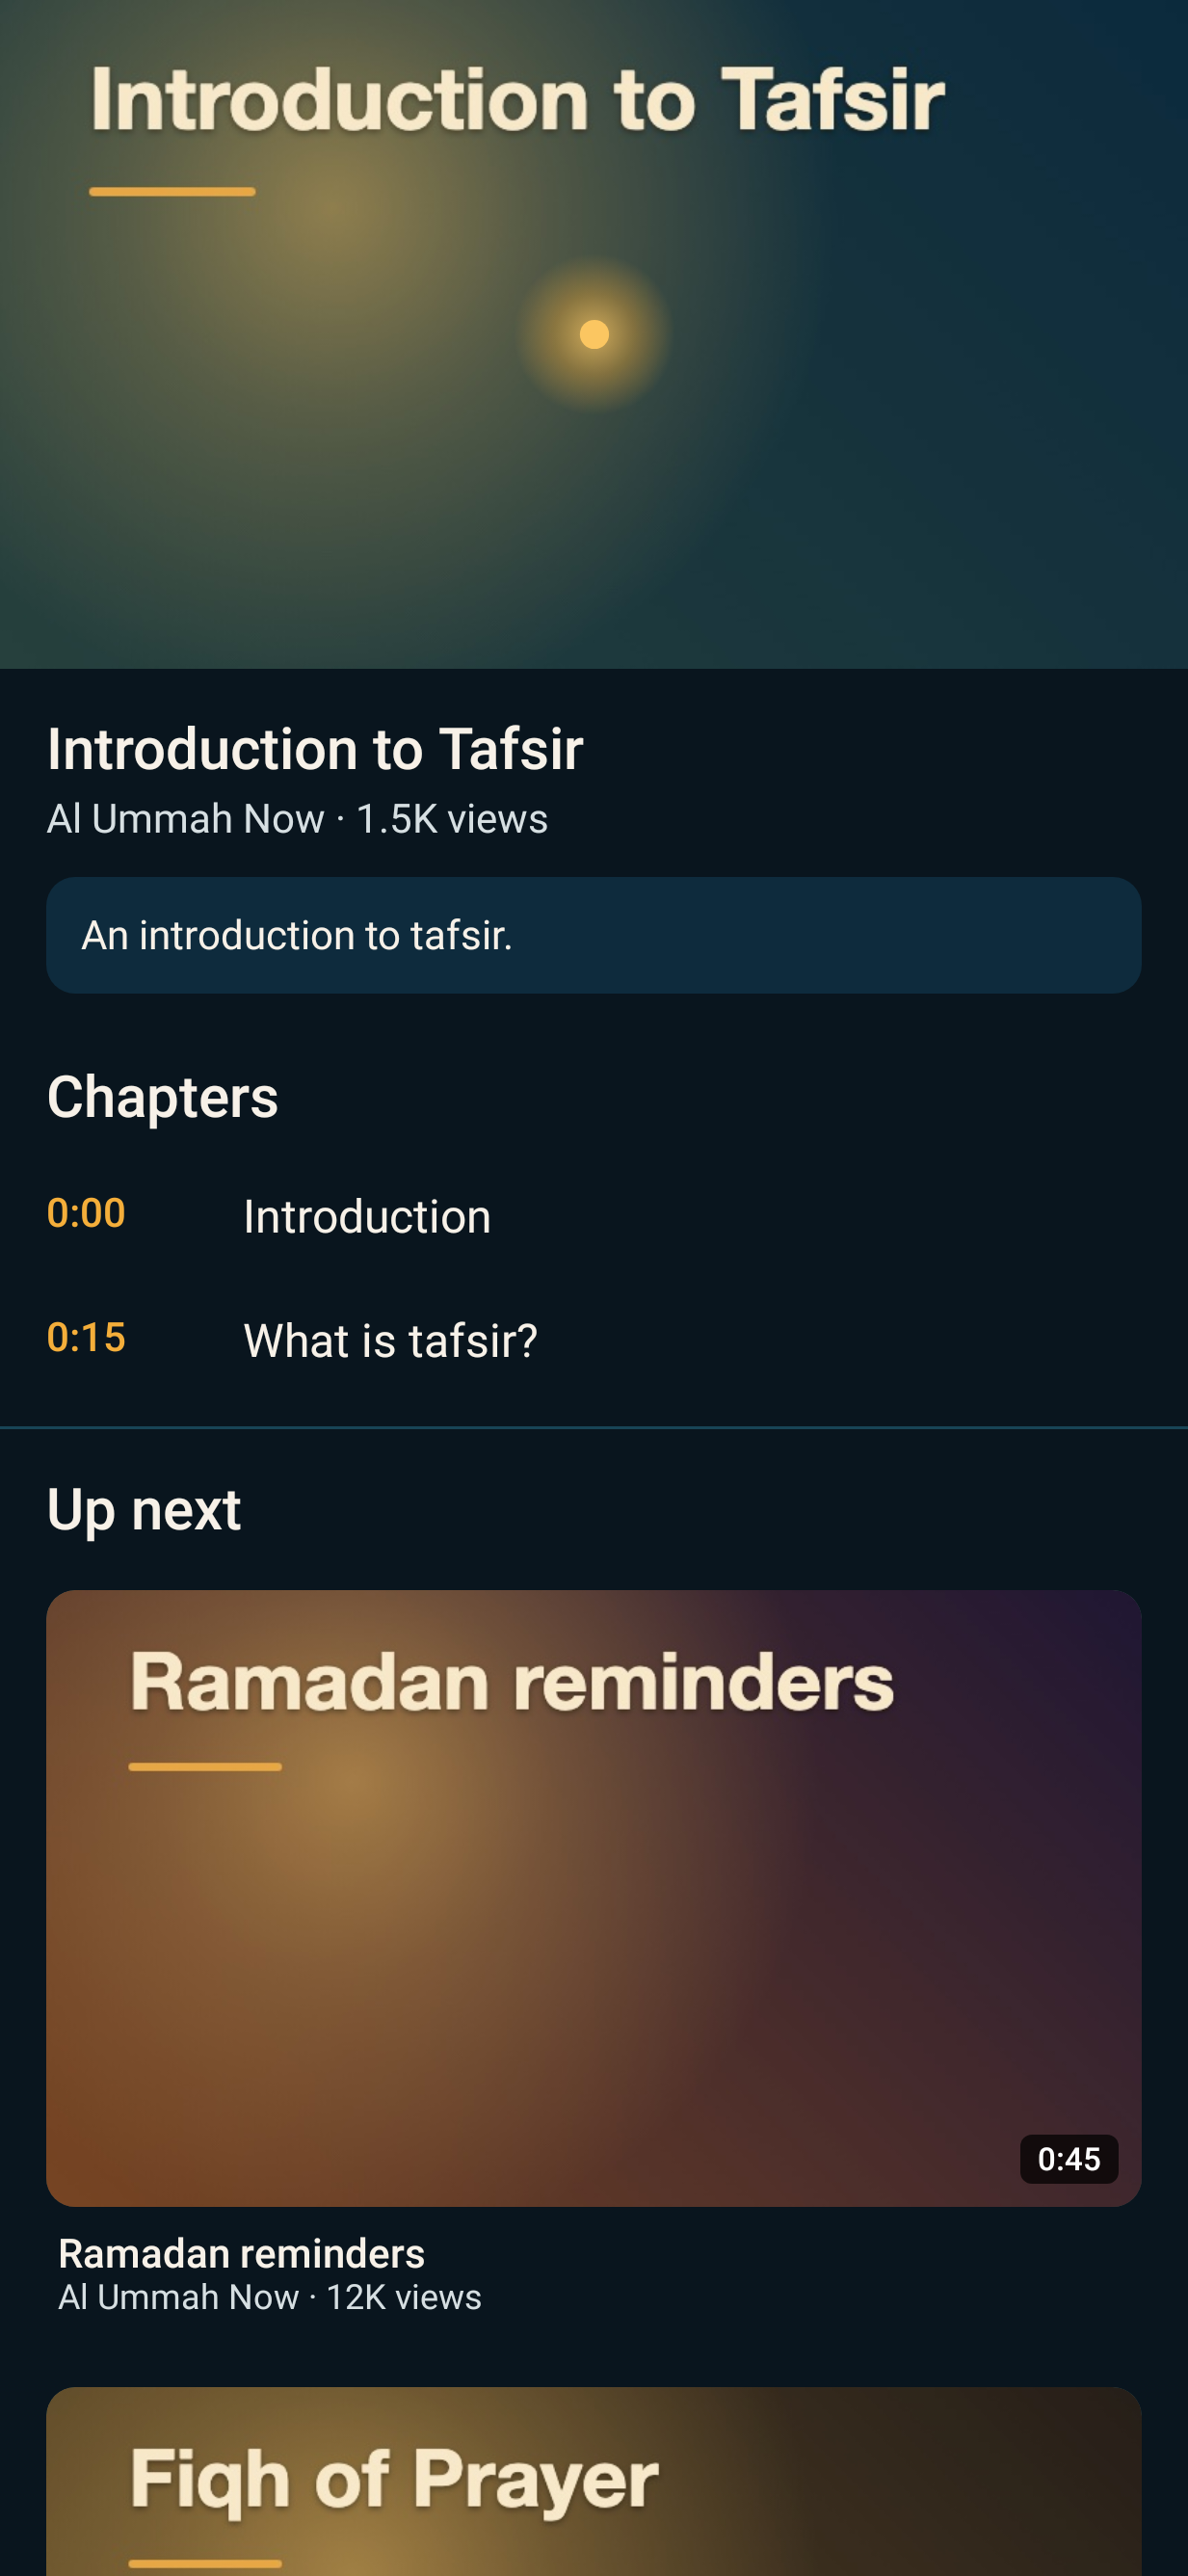 Introduction to Tafsir
Introduction to Tafsir
Al Ummah Now · 1.5K views
An introduction to tafsir.
Chapters
0:00 Introduction
0:15 What is tafsir?
Up next
Ramadan reminders
0:45
Ramadan reminders
Al Ummah Now · 12K views
Fiqh of Prayer